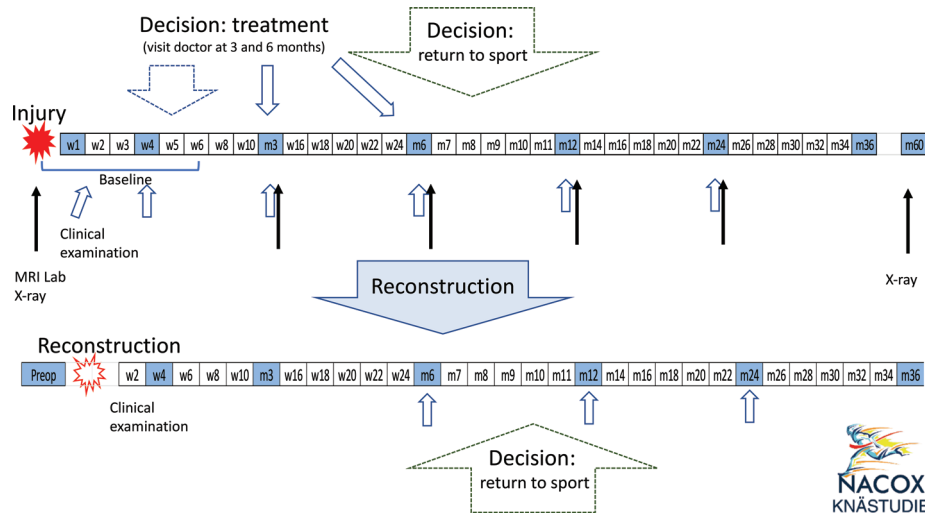 Decision: treatment
(visit doctor at 3 and 6 months)
Decision:
return to sport
Injury
w1 w2 w3 w4 w5 w6 w8 w10 m3 w16 w18 w20 w22 w24 m6 m7 m8 m9 m10 m11 m12 m14 m16 m18 m20 m22 m24 m26 m28 m30 m32 m34 m36 m60
Baseline
Clinical
examination
MRI Lab
X-ray
X-ray
Reconstruction
Reconstruction
Preop w2 w4 w6 w8 w10 m3 w16 w18 w20 w22 w24 m6 m7 m8 m9 m10 m11 m12 m14 m16 m18 m20 m22 m24 m26 m28 m30 m32 m34 m36
Clinical
examination
Decision:
return to sport
NACOX
KNÄSTUDIE